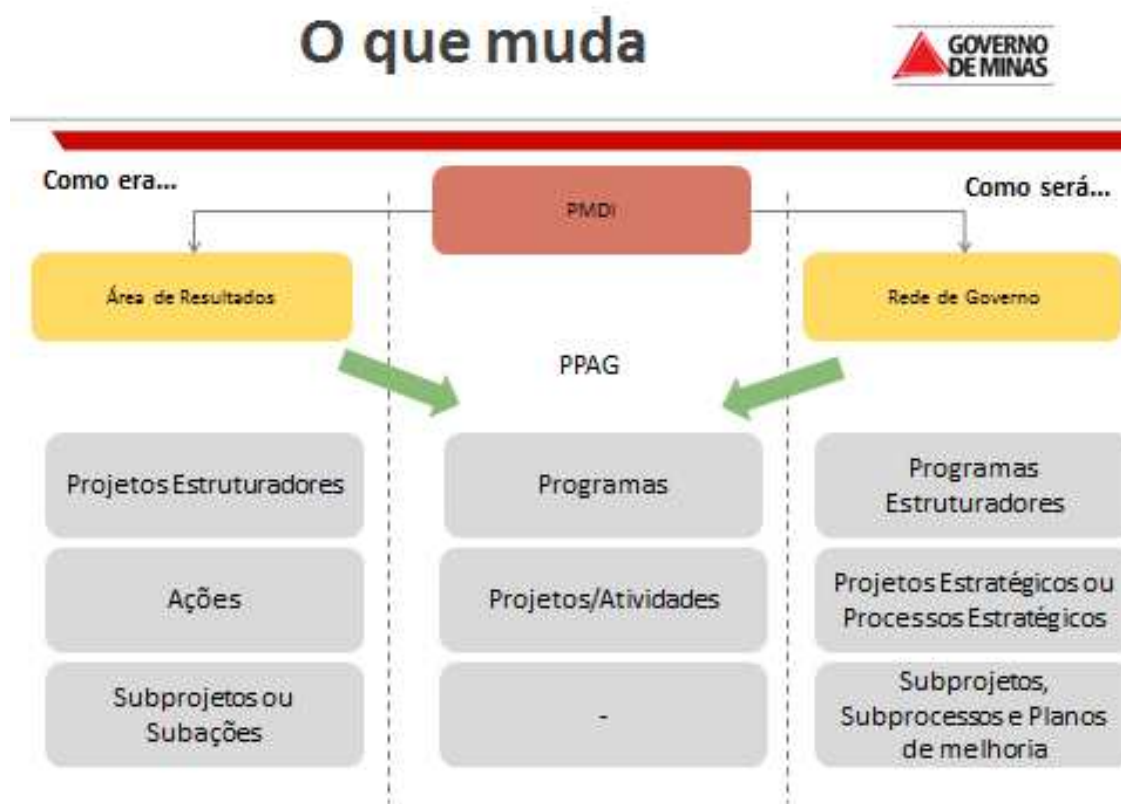 O que muda
GOVERNO
DE MINAS
Como era...
PMDI
Como será...
Área de Resultados
Rede de Governo
PPAG
Projetos Estruturadores
Programas
Programas
Estruturadores
Ações
Projetos/Atividades
Projetos Estratégicos ou
Processos Estratégicos
Subprojetos ou
Subações
-
Subprojetos,
Subprocessos e Planos
de melhoria